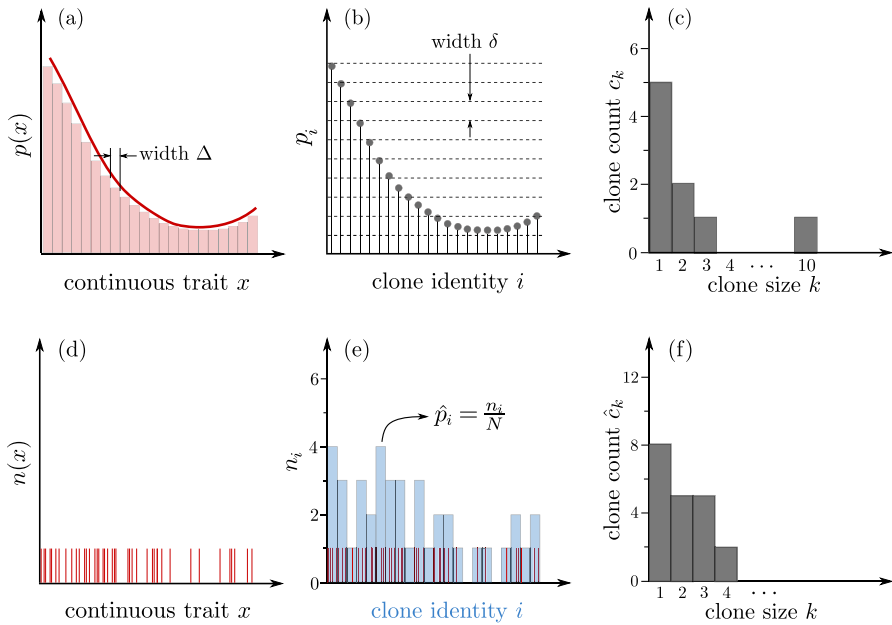 (a)
p(x)
width Δ
continuous trait x
(b)
width δ
p_i
clone identity i
(c)
clone count c_k
6
4
2
0
1 2 3 4 ··· 10
clone size k
(d)
n(x)
continuous trait x
(e)
n_i
6
4
2
0
p̂_i = n_i/N
clone identity i
(f)
clone count ĉ_k
12
8
4
0
1 2 3 4 ···
clone size k